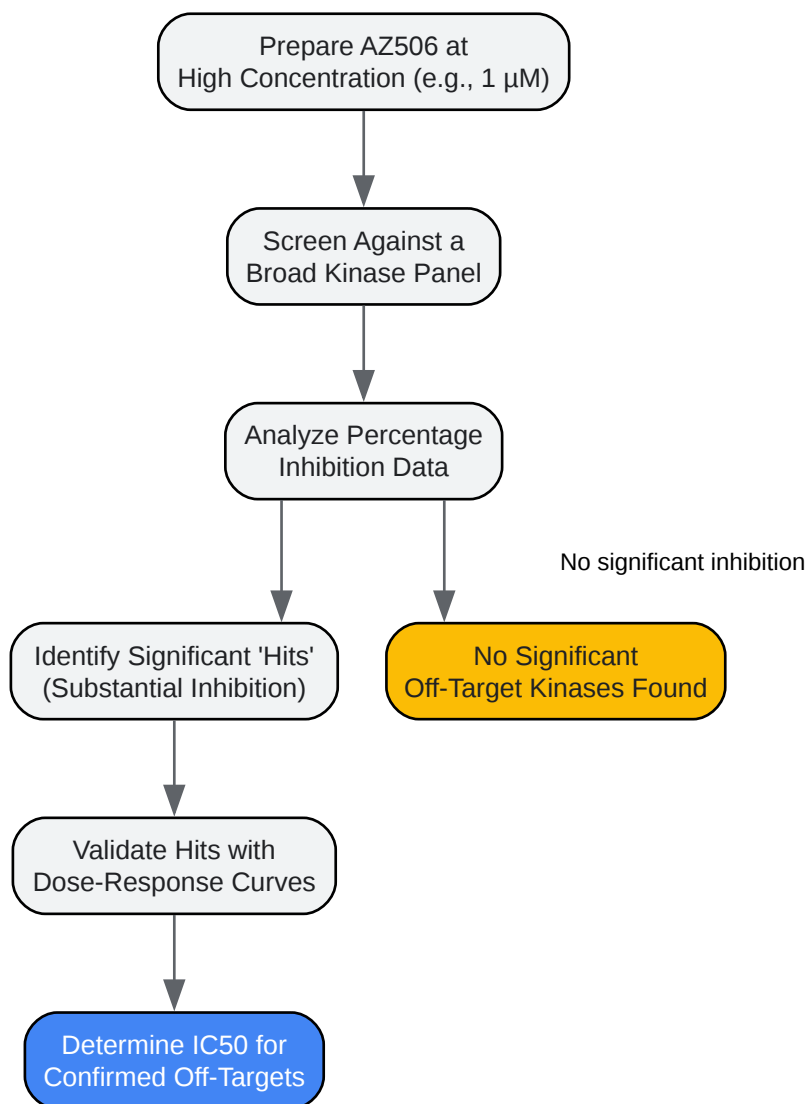 Prepare AZ506 at
High Concentration (e.g., 1 µM)
Screen Against a
Broad Kinase Panel
Analyze Percentage
Inhibition Data
No significant inhibition
Identify Significant 'Hits'
(Substantial Inhibition)
No Significant
Off-Target Kinases Found
Validate Hits with
Dose-Response Curves
Determine IC50 for
Confirmed Off-Targets